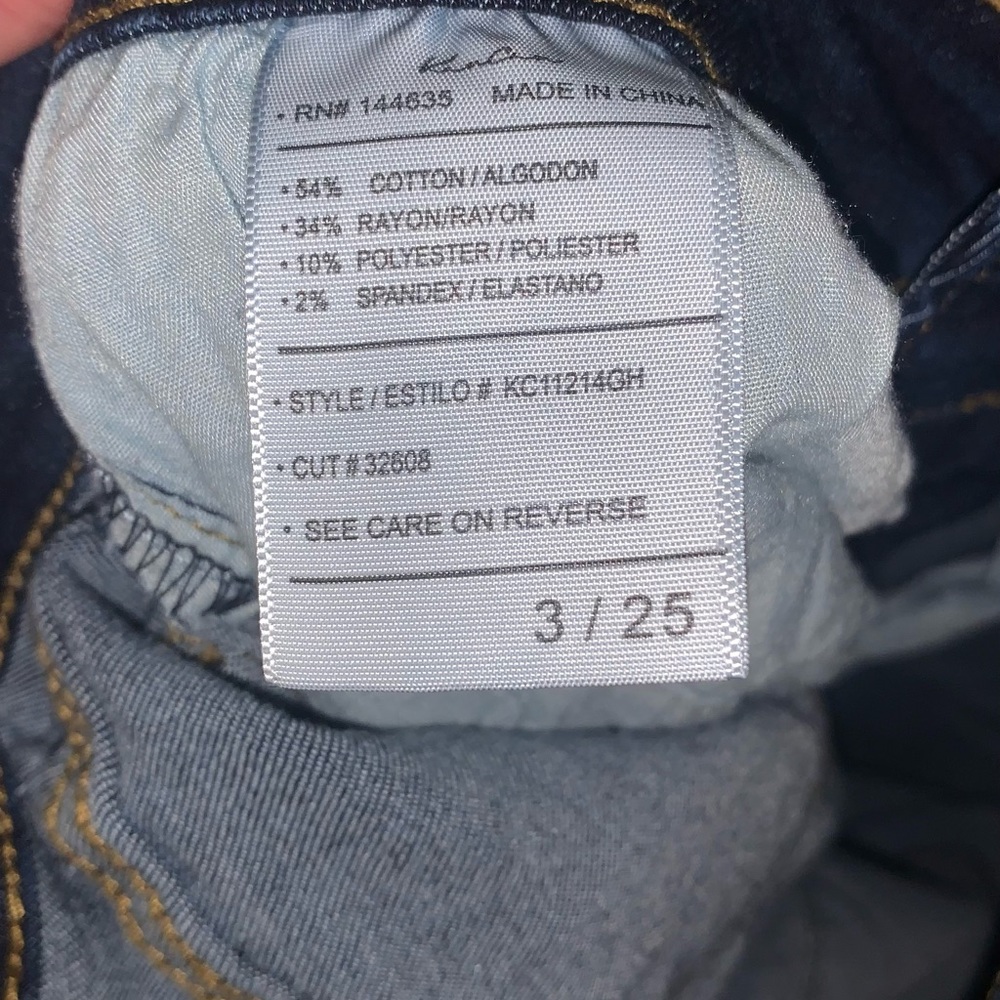 KanCan
• RN# 144635 MADE IN CHINA
• 54% COTTON / ALGODON
• 34% RAYON/RAYON
• 10% POLYESTER / POLIESTER
• 2% SPANDEX / ELASTANO
• STYLE / ESTILO # KC11214GH
• CUT # 32608
• SEE CARE ON REVERSE
3 / 25